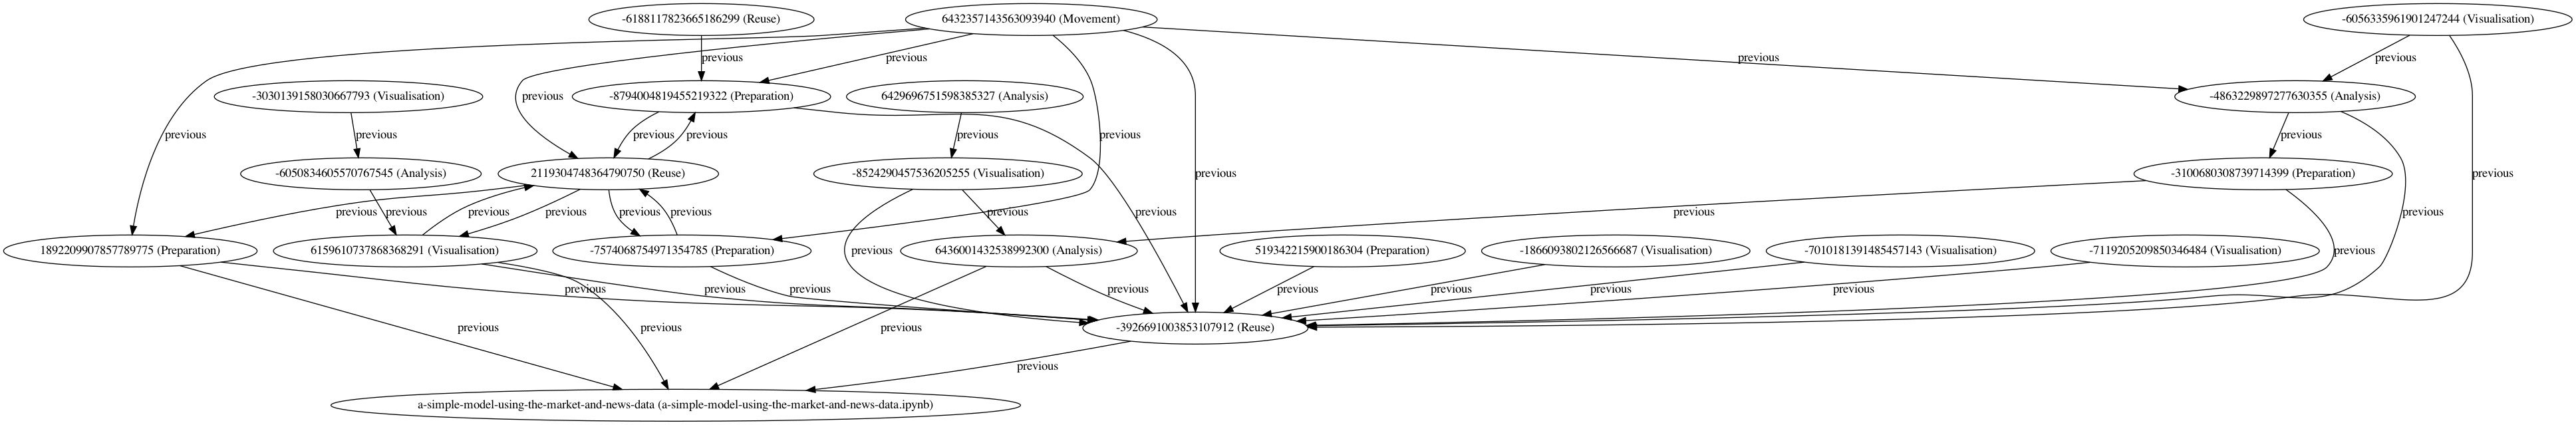 -6188117823665186299 (Reuse)
6432357143563093940 (Movement)
-6056335961901247244 (Visualisation)
previous
previous
previous
previous
-3030139158030667793 (Visualisation)
previous
-8794004819455219322 (Preparation)
6429696751598385327 (Analysis)
-4863229897277630355 (Analysis)
previous
previous
previous
previous
previous
previous
previous
-6050834605570767545 (Analysis)
2119304748364790750 (Reuse)
-8524290457536205255 (Visualisation)
previous
previous
-3100680308739714399 (Preparation)
previous
previous
previous
previous
previous
previous
previous
previous
previous
previous
1892209907857789775 (Preparation)
6159610737868368291 (Visualisation)
-7574068754971354785 (Preparation)
previous
6436001432538992300 (Analysis)
519342215900186304 (Preparation)
-1866093802126566687 (Visualisation)
-7010181391485457143 (Visualisation)
-7119205209850346484 (Visualisation)
previous
previous
previous
previous
previous
previous
previous
previous
previous
previous
previous
previous
-3926691003853107912 (Reuse)
previous
a-simple-model-using-the-market-and-news-data (a-simple-model-using-the-market-and-news-data.ipynb)